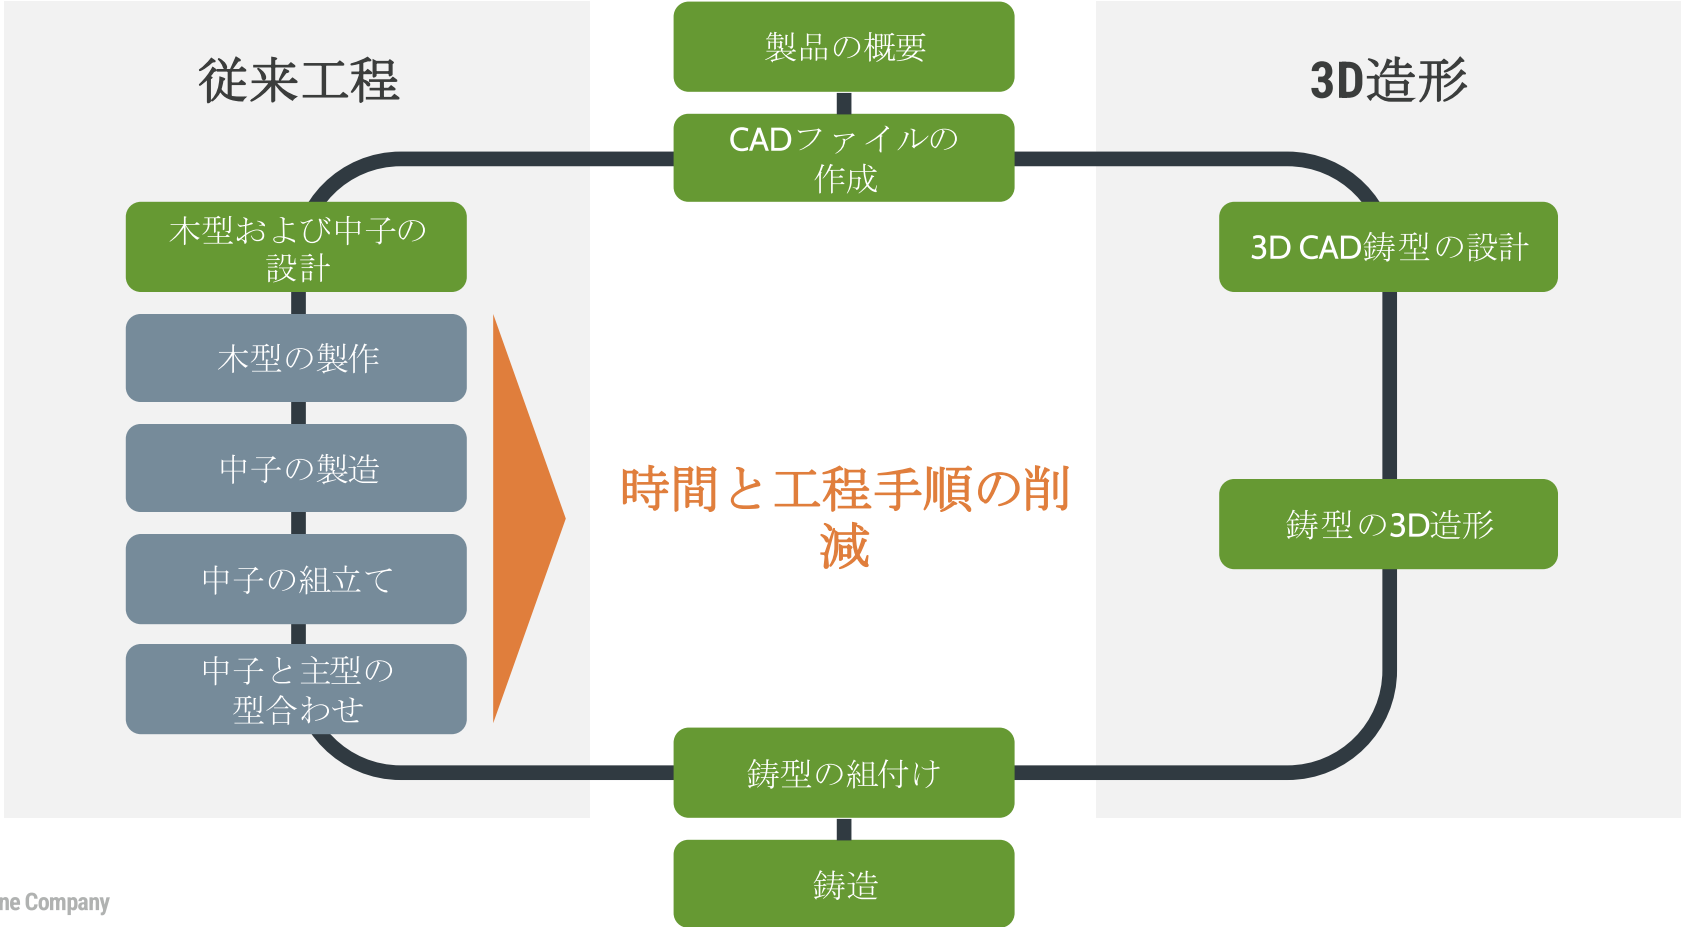 製品の概要
従来工程
3D造形
CADファイルの
作成
木型および中子の
設計
3D CAD鋳型の設計
木型の製作
中子の製造
時間と工程手順の削
減
鋳型の3D造形
中子の組立て
中子と主型の
型合わせ
鋳型の組付け
鋳造
ne Company